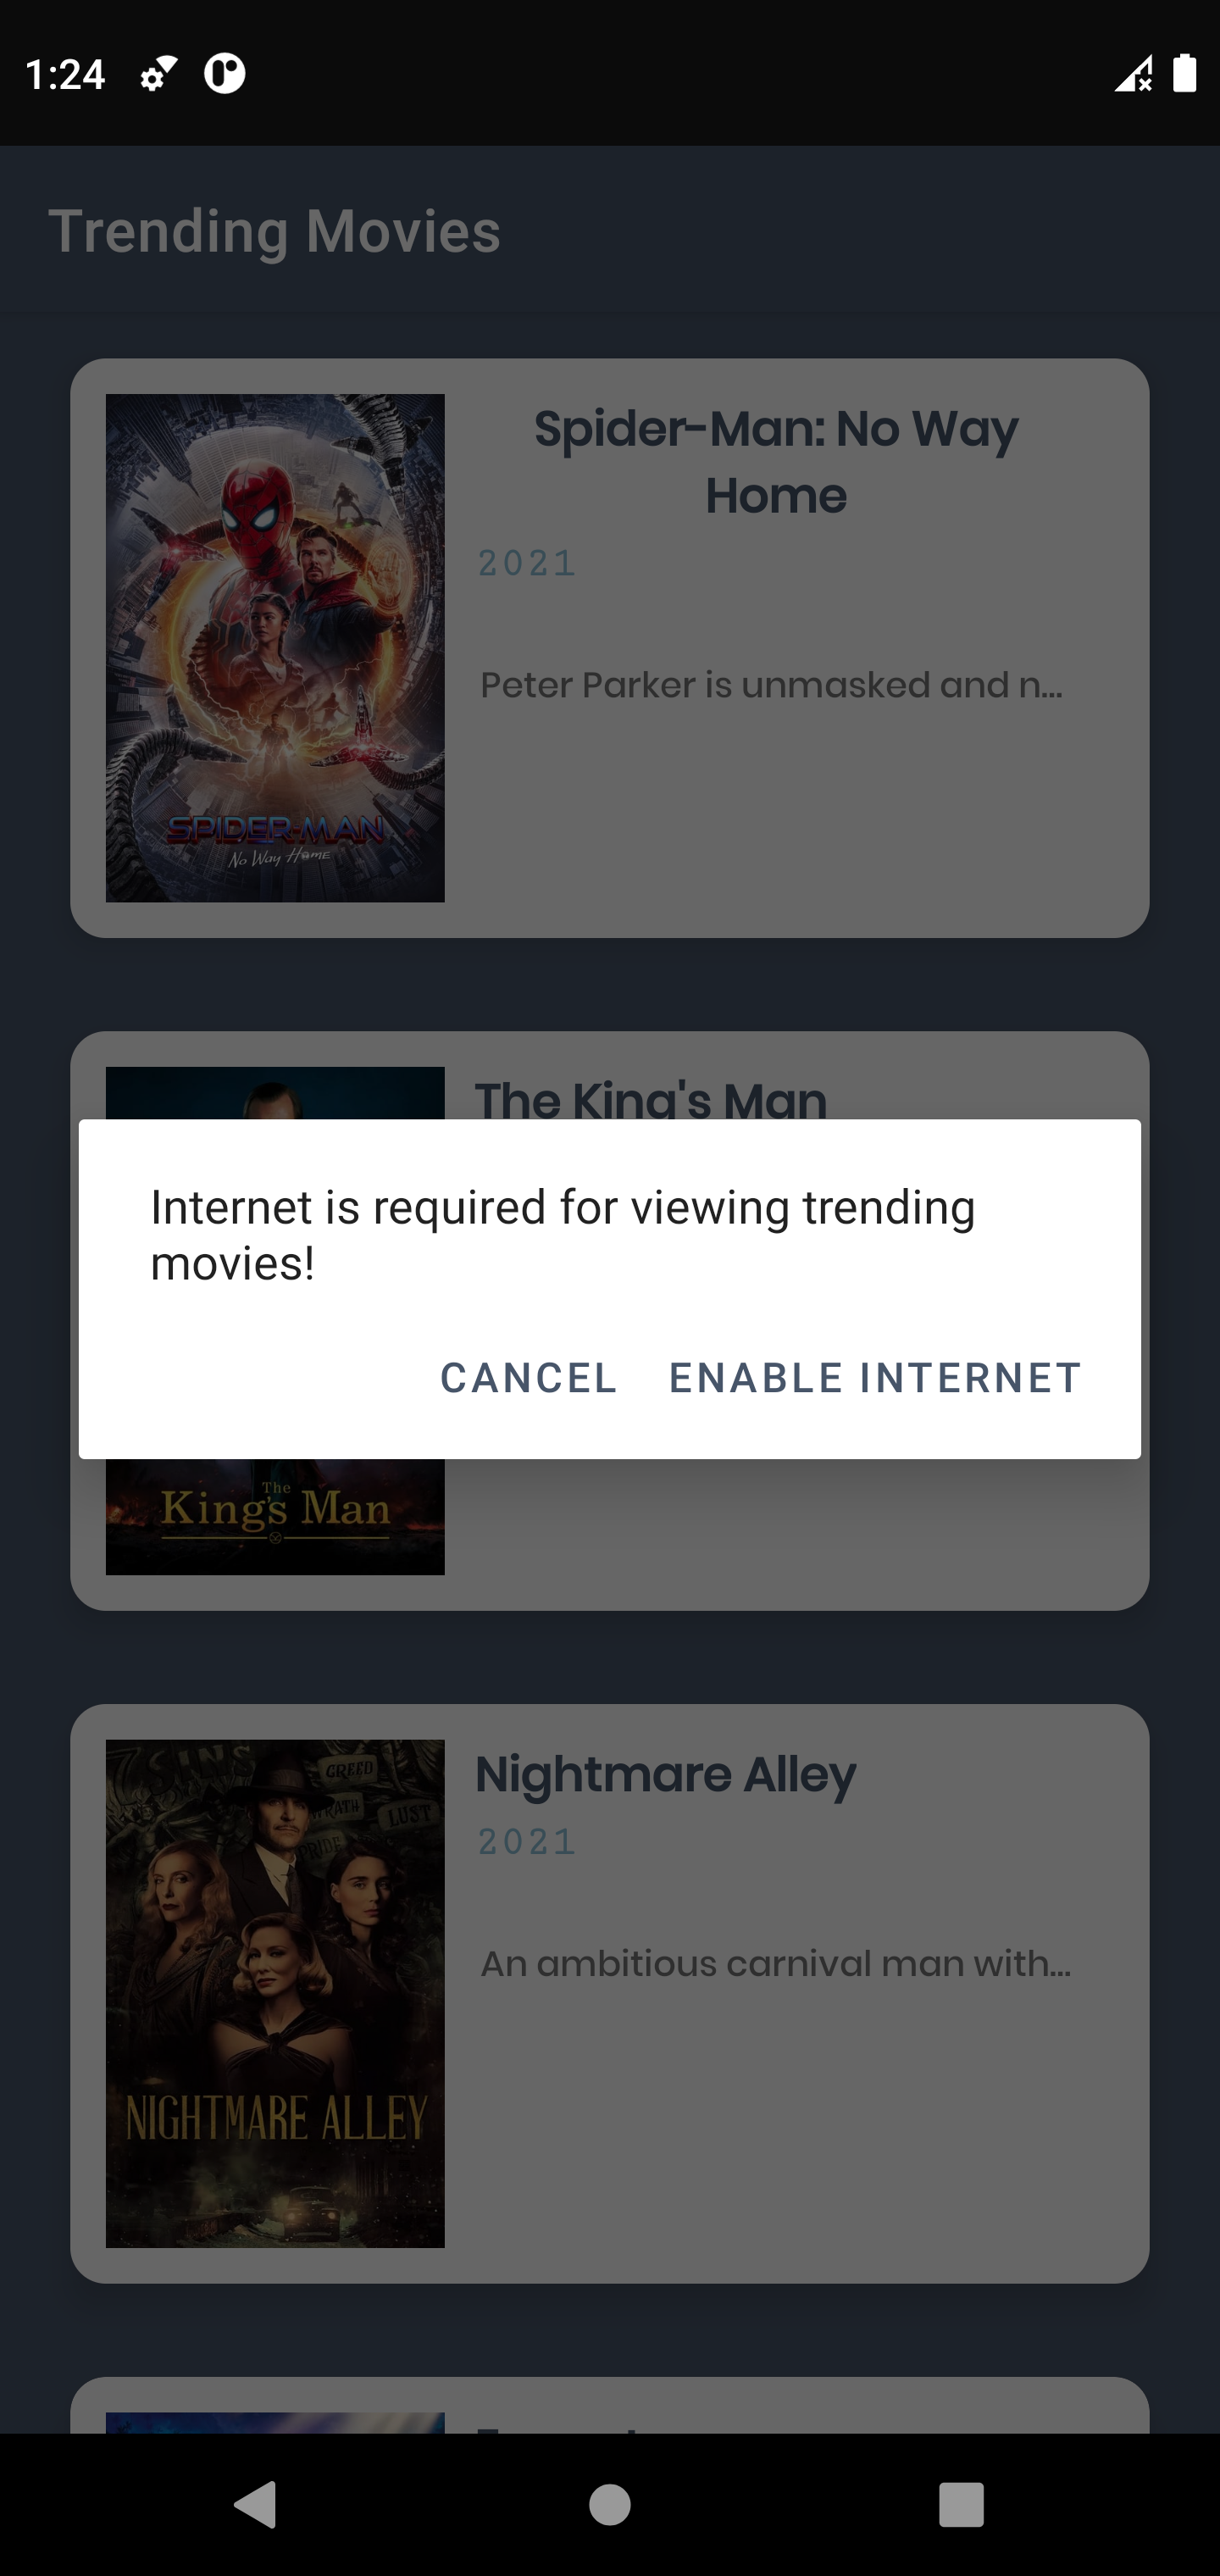 1:24
Trending Movies
Spider-Man: No Way
Home
2021
Peter Parker is unmasked and n...
SPIDER-MAN
No Way Home
The King's Man
Internet is required for viewing trending
movies!
CANCEL ENABLE INTERNET
The
King's Man
Nightmare Alley
2021
An ambitious carnival man with...
7 SINS
GREED
WRATH
LUST
PRIDE
NIGHTMARE ALLEY